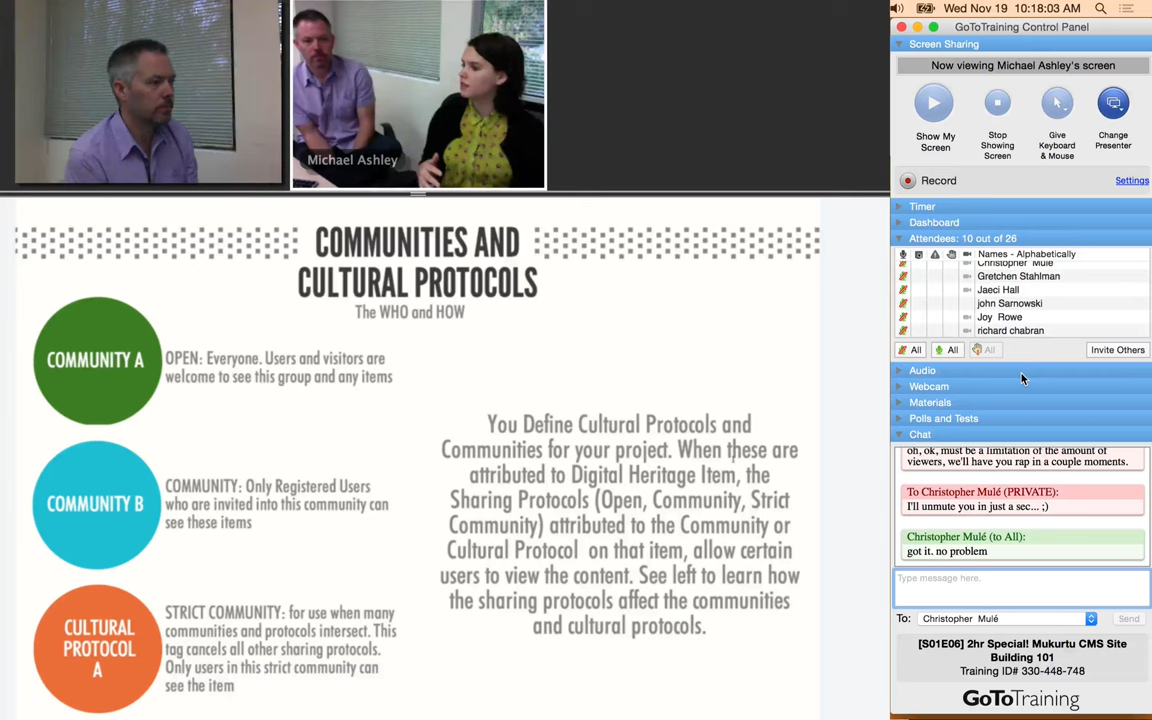 Wed Nov 19 10:18:03 AM
GoToTraining Control Panel
Screen Sharing
Now viewing Michael Ashley's screen
Show My
Screen
Stop
Showing
Screen
Give
Keyboard
& Mouse
Change
Presenter
Record
Settings
Timer
Dashboard
Attendees: 10 out of 26
Names - Alphabetically
Christopher Mulé
Gretchen Stahlman
Jaeci Hall
john Sarnowski
Joy Rowe
richard chabran
All
All
All
Invite Others
Audio
Webcam
Materials
Polls and Tests
Chat
oh, ok, must be a limitation of the amount of
viewers, we'll have you rap in a couple moments.
To Christopher Mulé (PRIVATE):
I'll unmute you in just a sec... ;)
Christopher Mulé (to All):
got it. no problem
Type message here.
To:
Christopher Mulé
Send
[S01E06] 2hr Special! Mukurtu CMS Site
Building 101
Training ID# 330-448-748
GoToTraining
Michael Ashley
COMMUNITIES AND
CULTURAL PROTOCOLS
The WHO and HOW
COMMUNITY A
OPEN: Everyone. Users and visitors are
welcome to see this group and any items
COMMUNITY B
COMMUNITY: Only Registered Users
who are invited into this community can
see these items
CULTURAL
PROTOCOL
A
STRICT COMMUNITY: for use when many
communities and protocols intersect. This
tag cancels all other sharing protocols.
Only users in this strict community can
see the item
You Define Cultural Protocols and
Communities for your project. When these are
attributed to Digital Heritage Item, the
Sharing Protocols (Open, Community, Strict
Community) attributed to the Community or
Cultural Protocol on that item, allow certain
users to view the content. See left to learn how
the sharing protocols affect the communities
and cultural protocols.